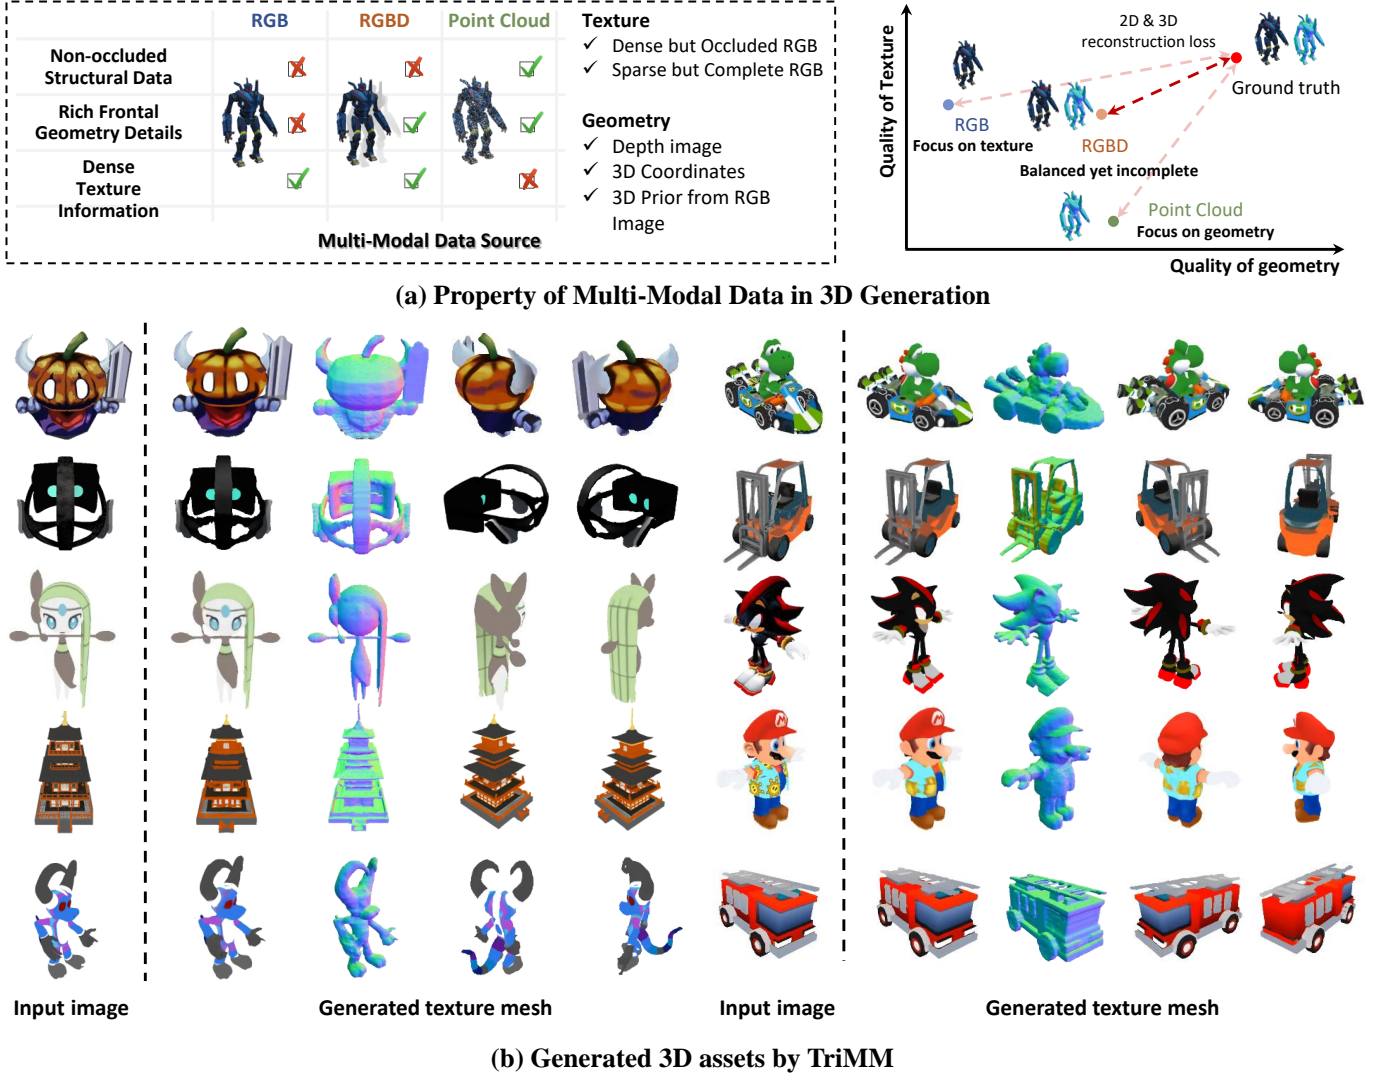 RGB
RGBD
Point Cloud
Non-occluded
Structural Data
Rich Frontal
Geometry Details
Dense
Texture
Information
Multi-Modal Data Source
Texture
✓ Dense but Occluded RGB
✓ Sparse but Complete RGB
Geometry
✓ Depth image
✓ 3D Coordinates
✓ 3D Prior from RGB
Image
Quality of Texture
2D & 3D
reconstruction loss
Ground truth
RGB
Focus on texture
RGBD
Balanced yet incomplete
Point Cloud
Focus on geometry
Quality of geometry
(a) Property of Multi-Modal Data in 3D Generation
Input image
Generated texture mesh
Input image
Generated texture mesh
(b) Generated 3D assets by TriMM